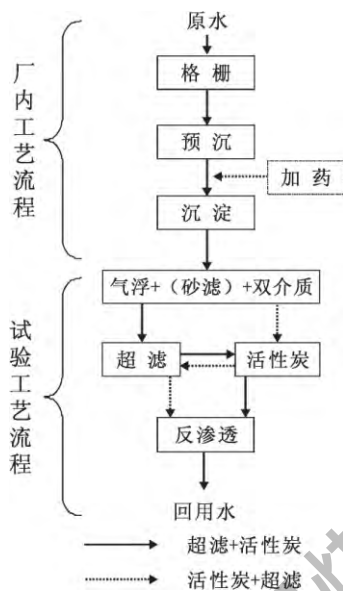 原水
格栅
预沉
加药
沉淀
气浮+（砂滤）+双介质
超滤
活性炭
反渗透
回用水
超滤+活性炭
活性炭+超滤
厂内工艺流程
试验工艺流程